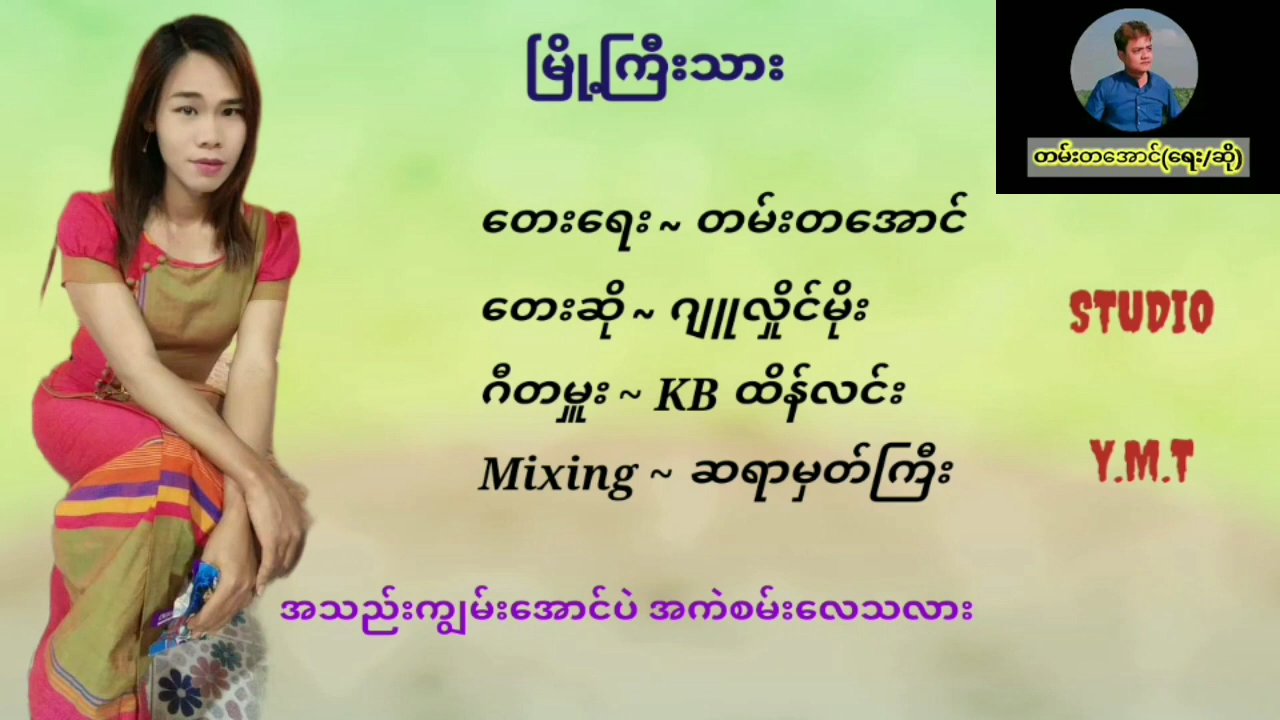 မြို့ကြီးသား
တမ်းတအောင်(ရေး/ဆို)
တေးရေး ~ တမ်းတအောင်
တေးဆို ~ ဂျူလှိုင်မိုး
STUDIO
ဂီတမှူး ~ KB ထိန်လင်း
Mixing ~ ဆရာမှတ်ကြီး
Y.M.T
အသည်းကျွမ်းအောင်ပဲ အကဲစမ်းလေသလား